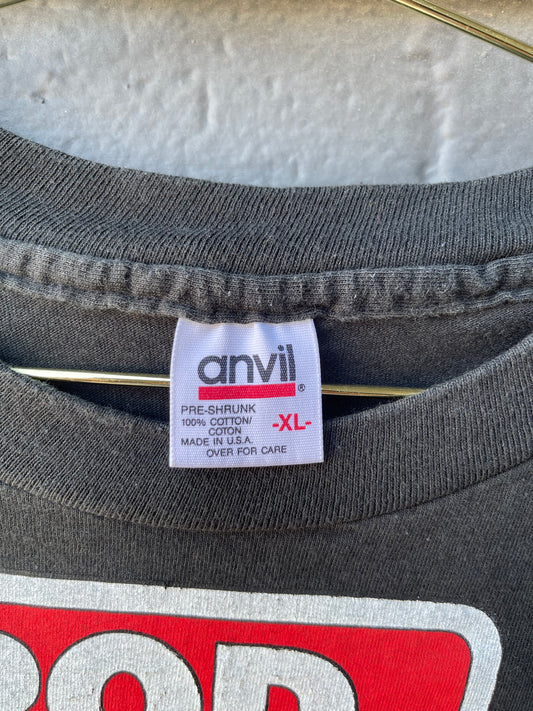 anvil®
PRE-SHRUNK
100% COTTON/
COTON
-XL-
MADE IN U.S.A.
OVER FOR CARE